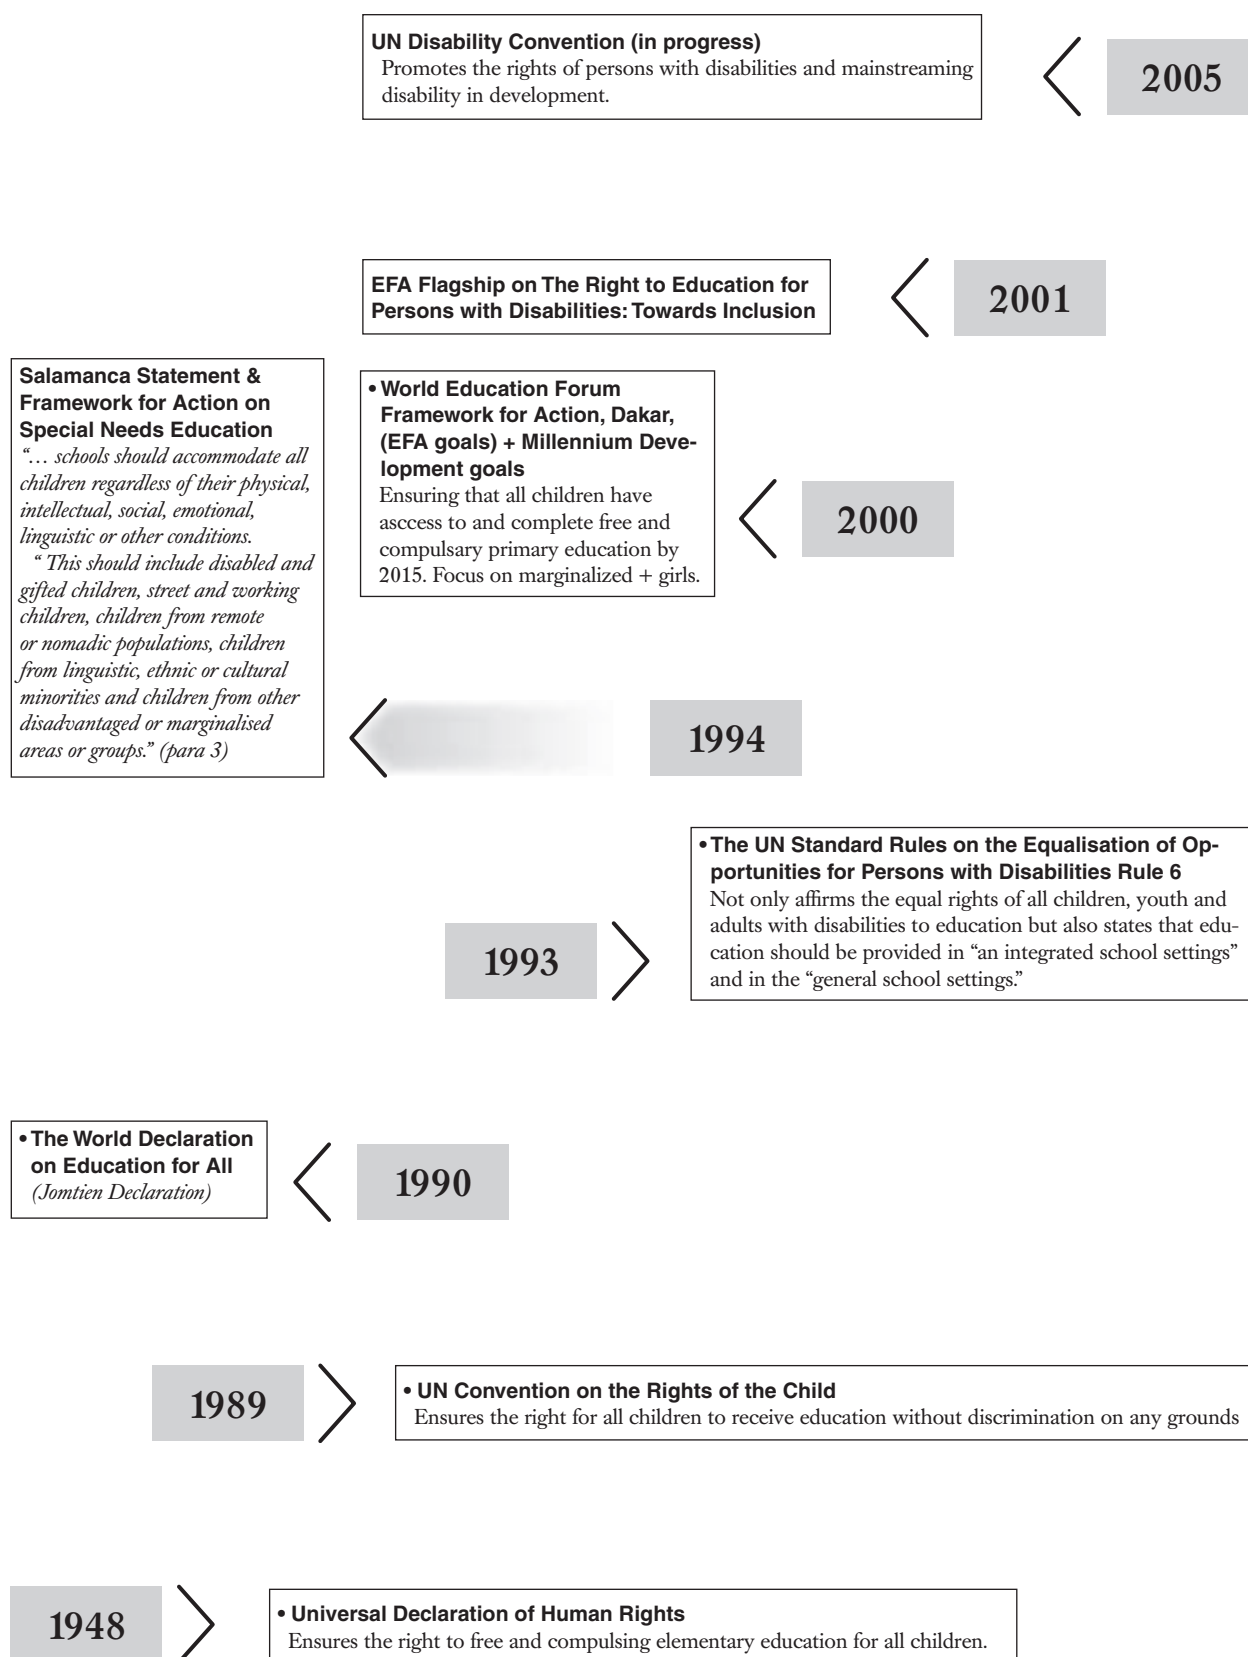 UN Disability Convention (in progress)
Promotes the rights of persons with disabilities and mainstreaming
disability in development.
2005
EFA Flagship on The Right to Education for
Persons with Disabilities: Towards Inclusion
2001
Salamanca Statement &
Framework for Action on
Special Needs Education
“… schools should accommodate all
children regardless of their physical,
intellectual, social, emotional,
linguistic or other conditions.
“ This should include disabled and
gifted children, street and working
children, children from remote
or nomadic populations, children
from linguistic, ethnic or cultural
minorities and children from other
disadvantaged or marginalised
areas or groups.” (para 3)
• World Education Forum
Framework for Action, Dakar,
(EFA goals) + Millennium Deve-
lopment goals
Ensuring that all children have
asccess to and complete free and
compulsary primary education by
2015. Focus on marginalized + girls.
2000
1994
• The UN Standard Rules on the Equalisation of Op-
portunities for Persons with Disabilities Rule 6
Not only affirms the equal rights of all children, youth and
adults with disabilities to education but also states that edu-
cation should be provided in “an integrated school settings”
and in the “general school settings.”
1993
• The World Declaration
on Education for All
(Jomtien Declaration)
1990
1989
• UN Convention on the Rights of the Child
Ensures the right for all children to receive education without discrimination on any grounds
1948
• Universal Declaration of Human Rights
Ensures the right to free and compulsing elementary education for all children.